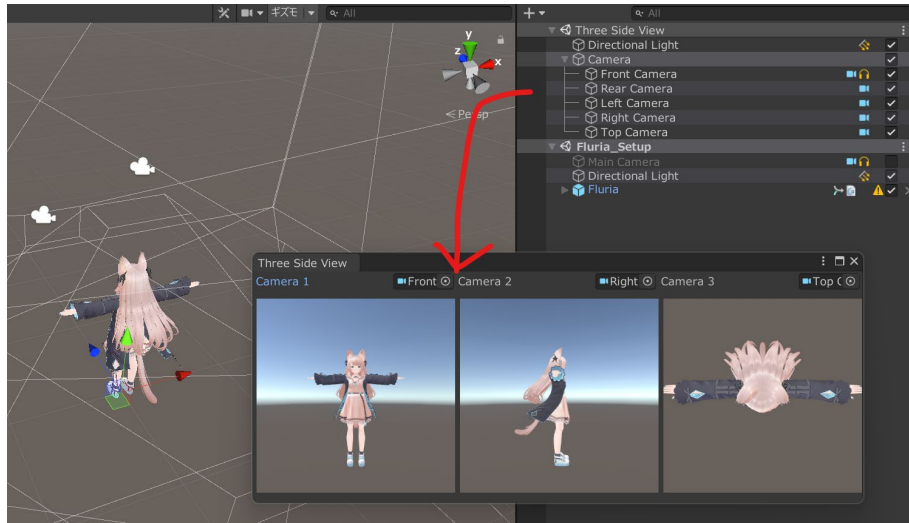 ギズモ All
All
Three Side View
Directional Light
Camera
Front Camera
Rear Camera
Left Camera
Right Camera
Top Camera
Fluria_Setup
Main Camera
Directional Light
Fluria
y
z
x
< Persp
Three Side View
Camera 1 Front Camera 2 Right Camera 3 Top (